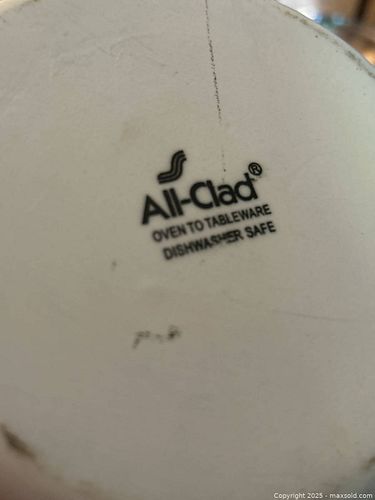 All-Clad®
OVEN TO TABLEWARE
DISHWASHER SAFE
Copyright © 2025 - maxsold.com